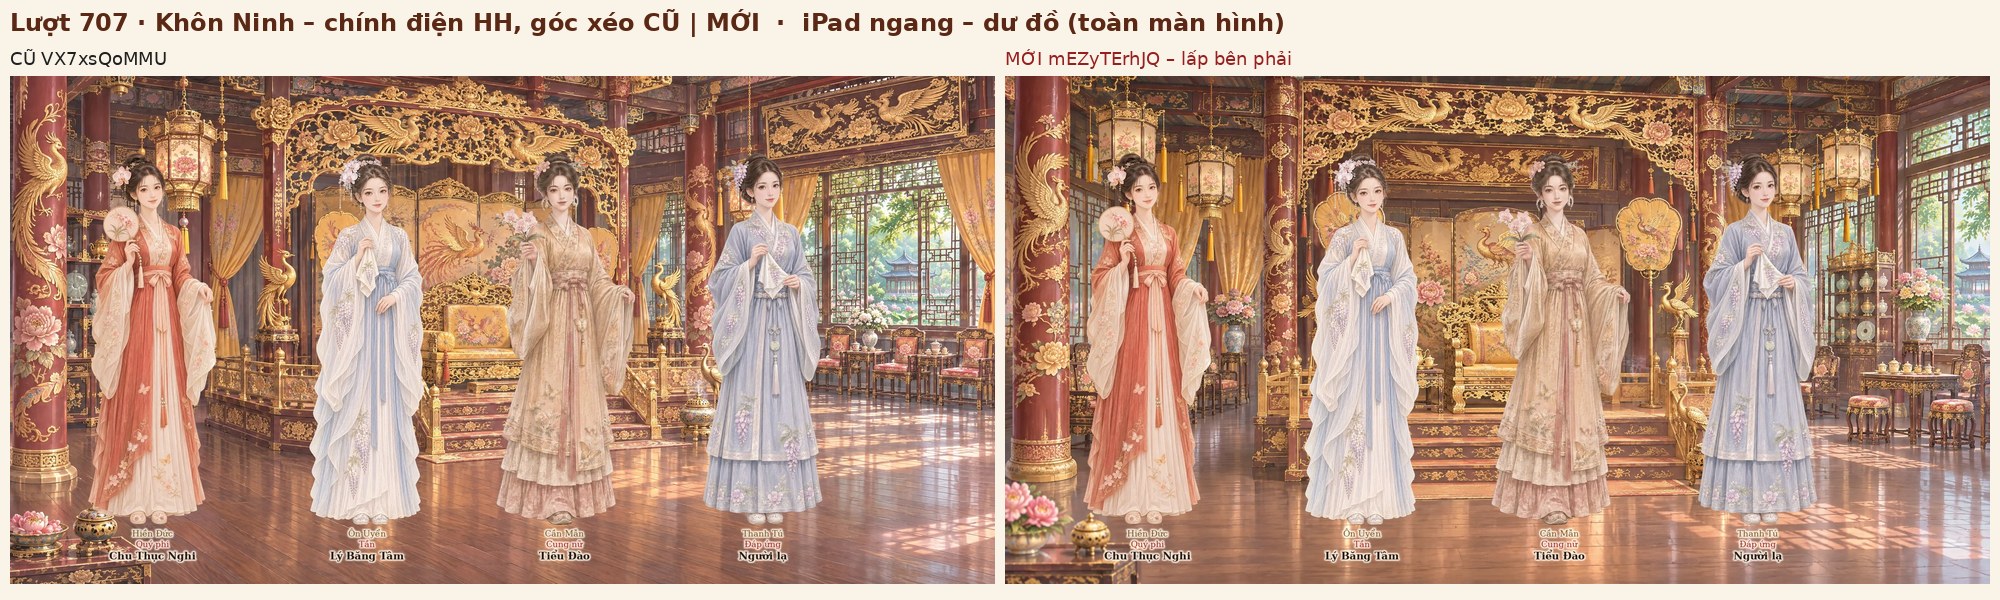 Lượt 707 · Khôn Ninh – chính điện HH, góc xéo CŨ | MỚI · iPad ngang – dư đồ (toàn màn hình)
CŨ VX7xsQoMMU
MỚI mEZyTErhJQ – lấp bên phải
Hiền Đức
Quý phi
Chu Thục Nghi
Ôn Uyển
Tần
Lý Băng Tâm
Cần Mẫn
Cung nữ
Tiểu Đào
Thanh Tú
Đáp ứng
Người lạ
Hiền Đức
Quý phi
Chu Thục Nghi
Ôn Uyển
Tần
Lý Băng Tâm
Cần Mẫn
Cung nữ
Tiểu Đào
Thanh Tú
Đáp ứng
Người lạ